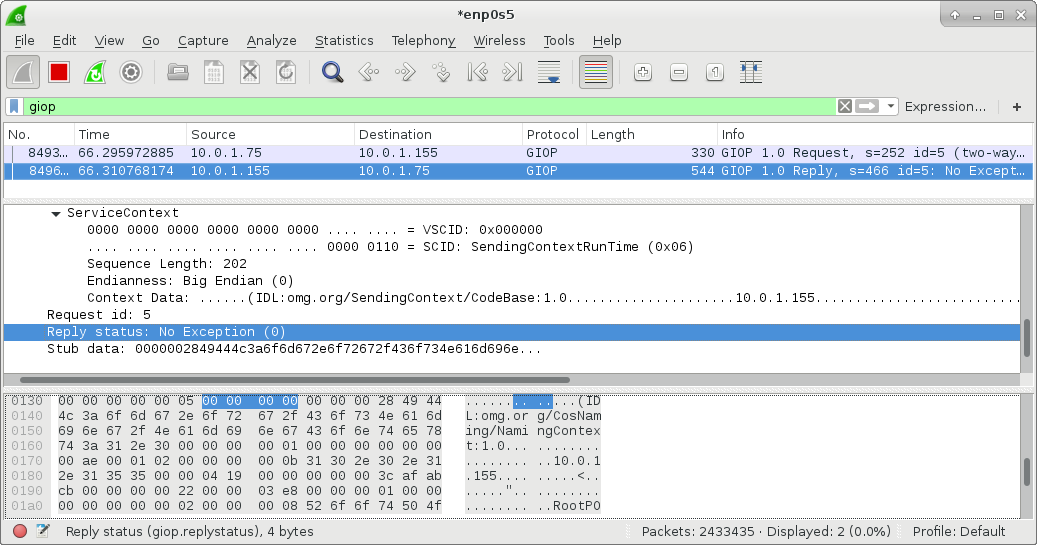 *enp0s5
File Edit View Go Capture Analyze Statistics Telephony Wireless Tools Help
giop Expression... +
No. Time Source Destination Protocol Length Info
8493... 66.295972885 10.0.1.75 10.0.1.155 GIOP 330 GIOP 1.0 Request, s=252 id=5 (two-way...
8496... 66.310768174 10.0.1.155 10.0.1.75 GIOP 544 GIOP 1.0 Reply, s=466 id=5: No Except...
ServiceContext
0000 0000 0000 0000 0000 0000 .... .... = VSCID: 0x000000
.... .... .... .... .... .... 0000 0110 = SCID: SendingContextRunTime (0x06)
Sequence Length: 202
Endianness: Big Endian (0)
Context Data: ......(IDL:omg.org/SendingContext/CodeBase:1.0.....................10.0.1.155..........................
Request id: 5
Reply status: No Exception (0)
Stub data: 0000002849444c3a6f6d672e6f72672f436f734e616d696e...
0130 00 00 00 00 00 05 00 00 00 00 00 00 00 28 49 44 ........ .....(ID
0140 4c 3a 6f 6d 67 2e 6f 72 67 2f 43 6f 73 4e 61 6d L:omg.or g/CosNam
0150 69 6e 67 2f 4e 61 6d 69 6e 67 43 6f 6e 74 65 78 ing/Nami ngContex
0160 74 3a 31 2e 30 00 00 00 00 01 00 00 00 00 00 00 t:1.0... ........
0170 00 ae 00 01 02 00 00 00 00 0b 31 30 2e 30 2e 31 ........ ..10.0.1
0180 2e 31 35 35 00 00 04 19 00 00 00 00 00 3c af ab .155.... .....<..
0190 cb 00 00 00 00 22 00 00 03 e8 00 00 00 01 00 00 .....".. ........
01a0 00 00 00 00 00 02 00 00 00 08 52 6f 6f 74 50 4f ........ ..RootPO
Reply status (giop.replystatus), 4 bytes Packets: 2433435 · Displayed: 2 (0.0%) Profile: Default